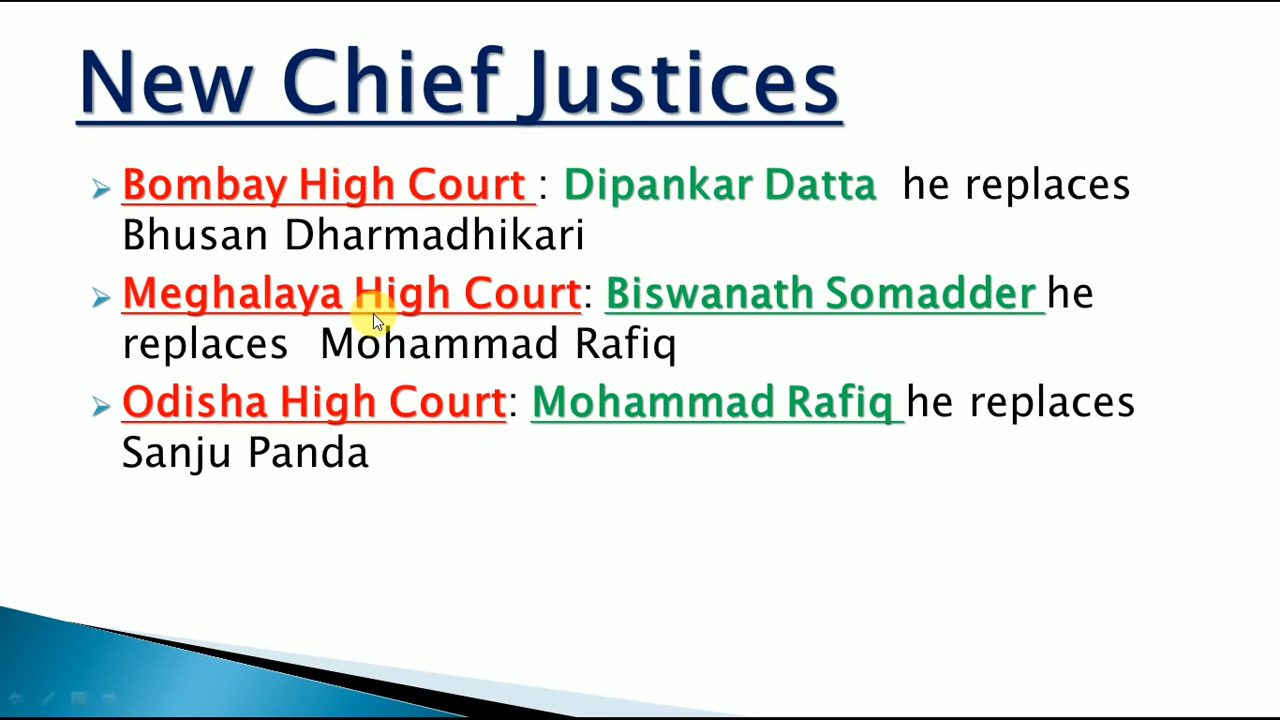 New Chief Justices
Bombay High Court : Dipankar Datta he replaces
Bhusan Dharmadhikari
Meghalaya High Court: Biswanath Somadder he
replaces Mohammad Rafiq
Odisha High Court: Mohammad Rafiq he replaces
Sanju Panda